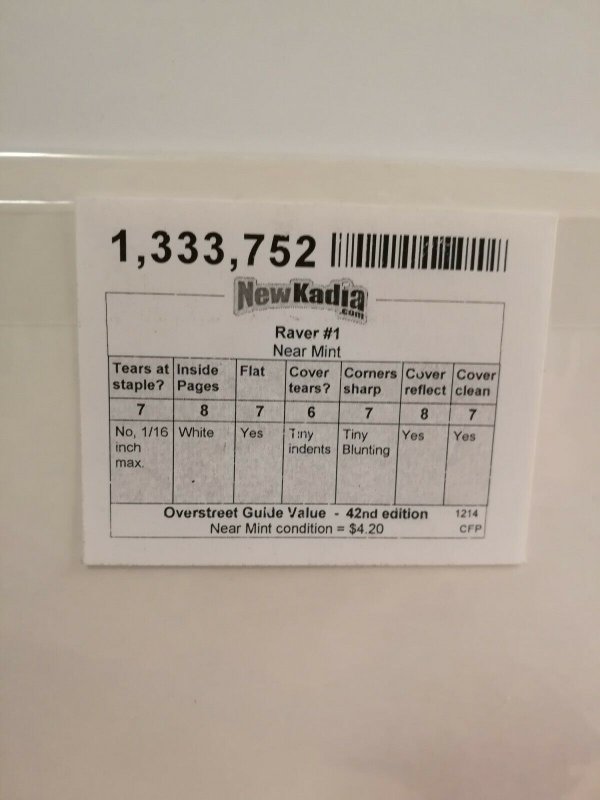 1,333,752
NewKadia
.com
Raver #1
Near Mint
Tears at staple? Inside Pages Flat Cover tears? Corners sharp Cover reflect Cover clean
7 8 7 6 7 8 7
No, 1/16 inch max. White Yes Tiny indents Tiny Blunting Yes Yes
Overstreet Guide Value - 42nd edition 1214
Near Mint condition = $4.20 CFP